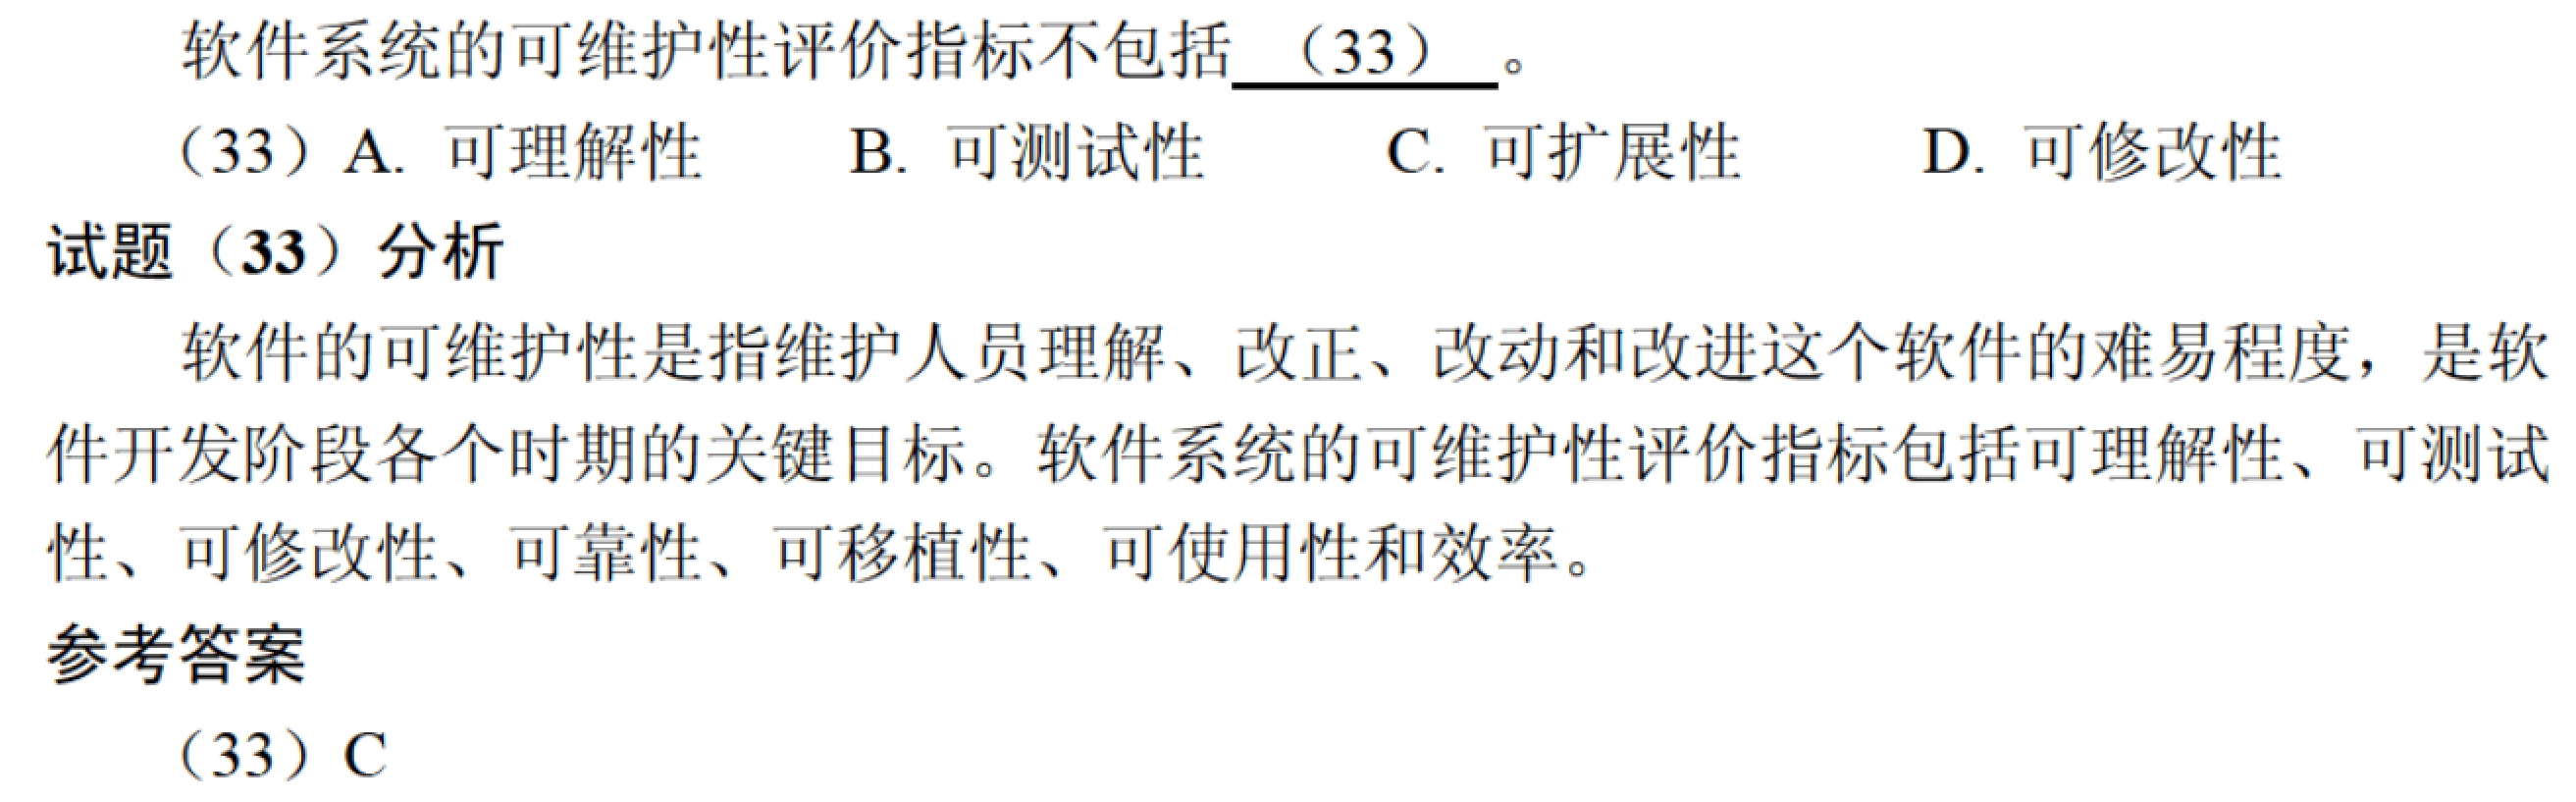 软件系统的可维护性评价指标不包括 （33） 。
（33）A. 可理解性 B. 可测试性 C. 可扩展性 D. 可修改性
试题（33）分析
软件的可维护性是指维护人员理解、改正、改动和改进这个软件的难易程度，是软
件开发阶段各个时期的关键目标。软件系统的可维护性评价指标包括可理解性、可测试
性、可修改性、可靠性、可移植性、可使用性和效率。
参考答案
（33）C